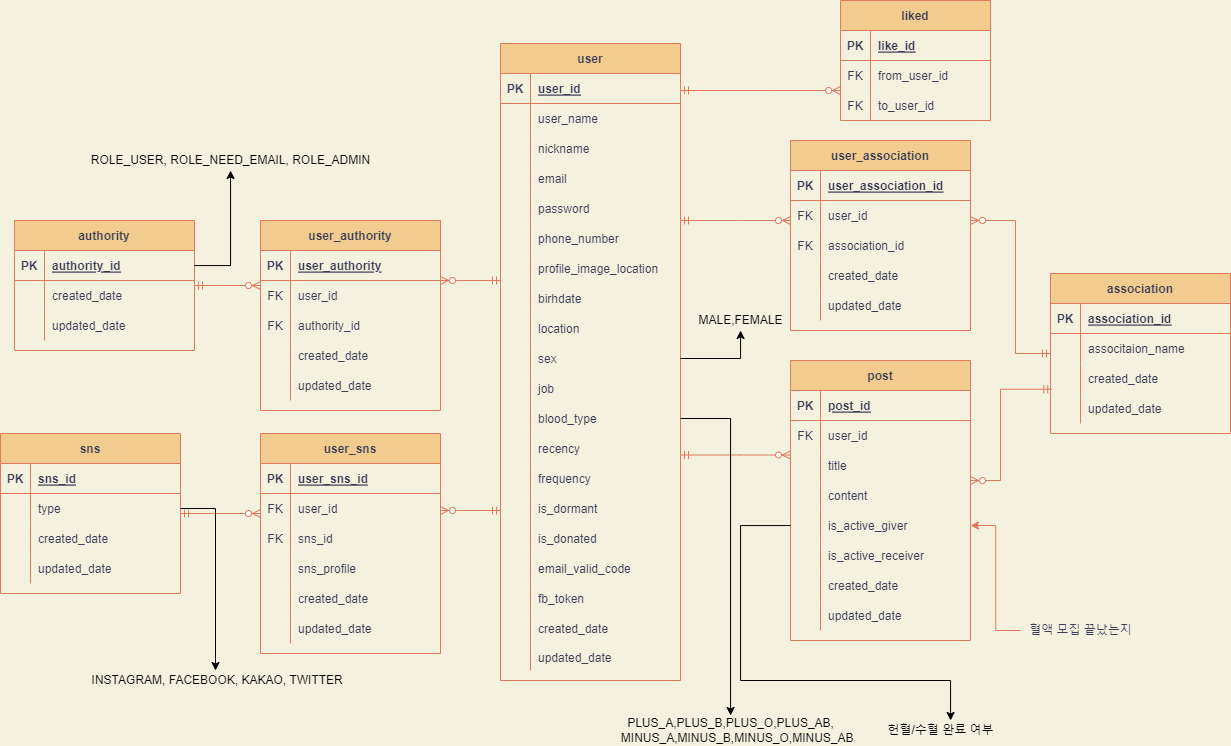 liked
PK like_id
FK from_user_id
FK to_user_id
user
PK user_id
user_name
nickname
email
password
phone_number
profile_image_location
birhdate
location
sex
job
blood_type
recency
frequency
is_dormant
is_donated
email_valid_code
fb_token
created_date
updated_date
user_association
PK user_association_id
FK user_id
FK association_id
created_date
updated_date
ROLE_USER, ROLE_NEED_EMAIL, ROLE_ADMIN
authority
PK authority_id
created_date
updated_date
user_authority
PK user_authority
FK user_id
FK authority_id
created_date
updated_date
association
PK association_id
associtaion_name
created_date
updated_date
MALE,FEMALE
post
PK post_id
FK user_id
title
content
is_active_giver
is_active_receiver
created_date
updated_date
sns
PK sns_id
type
created_date
updated_date
user_sns
PK user_sns_id
FK user_id
FK sns_id
sns_profile
created_date
updated_date
혈액 모집 끝났는지
INSTAGRAM, FACEBOOK, KAKAO, TWITTER
PLUS_A,PLUS_B,PLUS_O,PLUS_AB,
MINUS_A,MINUS_B,MINUS_O,MINUS_AB
헌혈/수혈 완료 여부